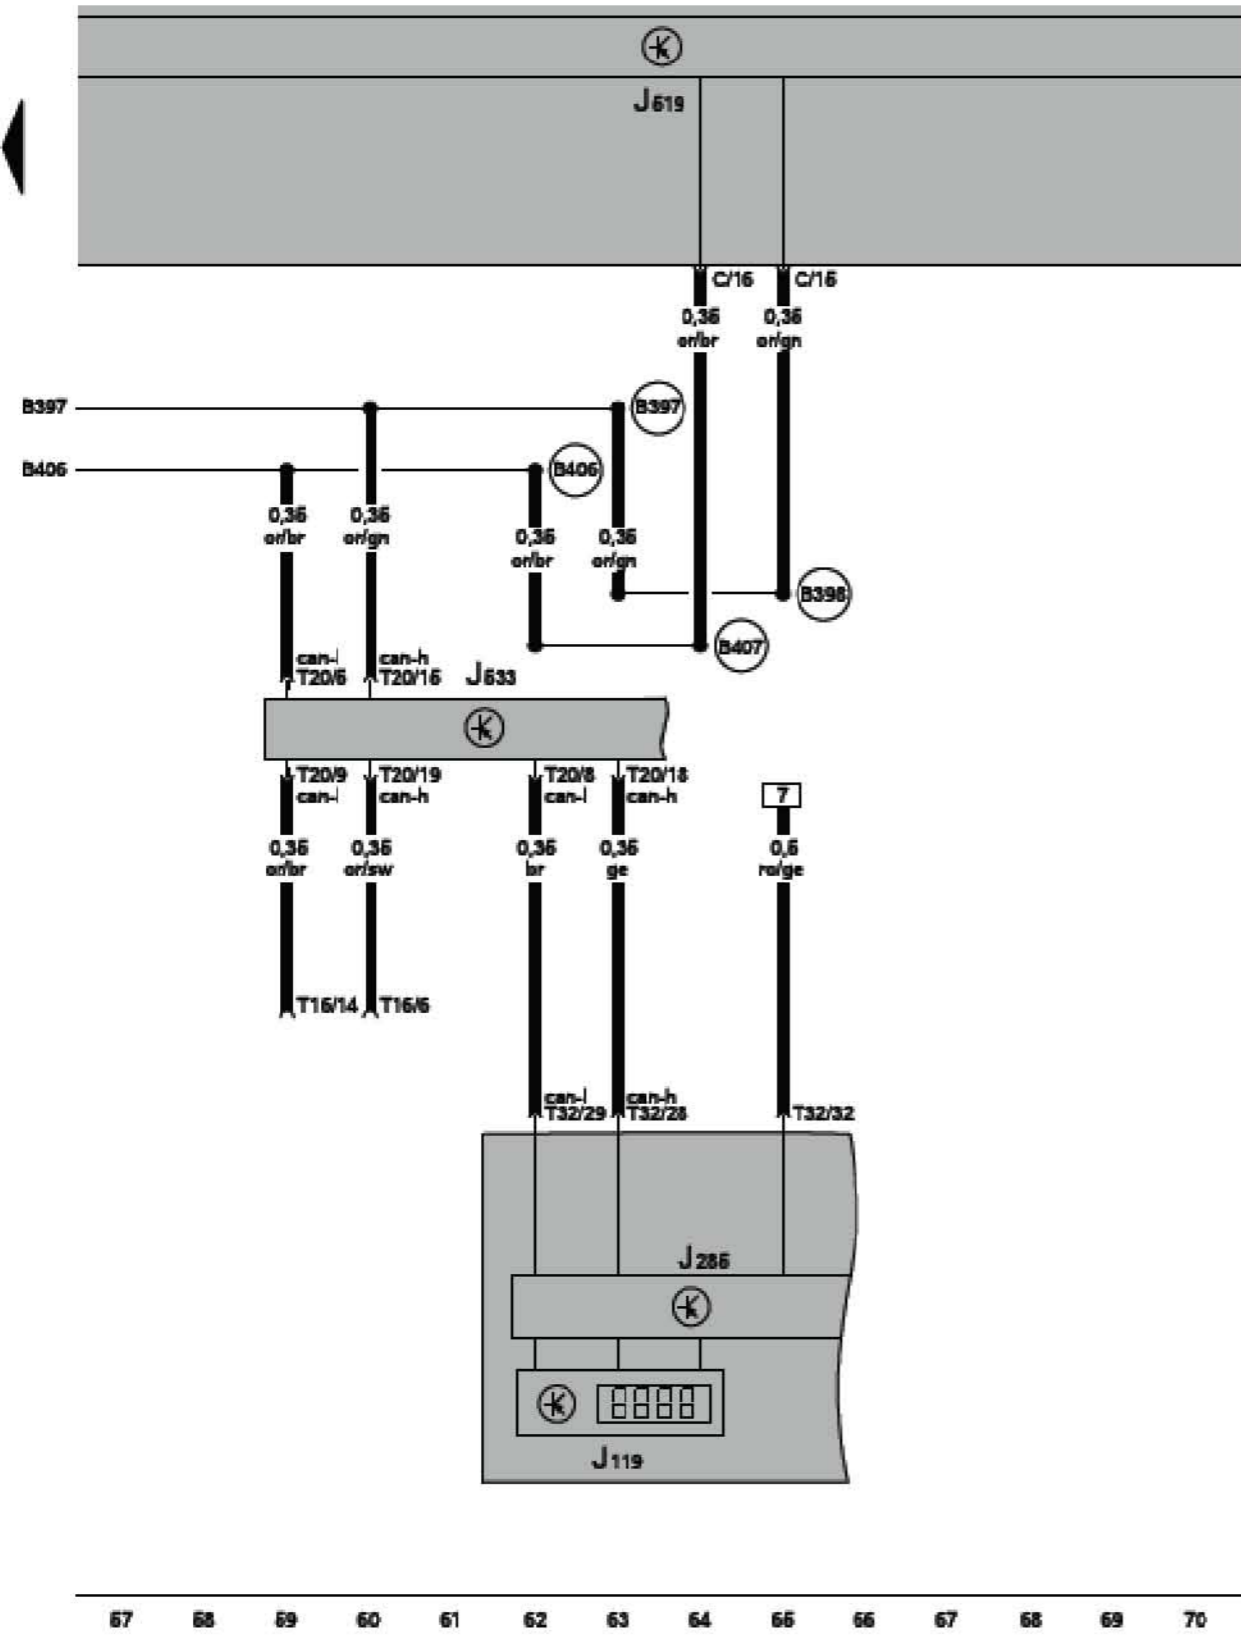 J519
C/16 C/15
0,35 0,35
or/br or/gn
B397 B397
B406 B406
0,35 0,35 0,35 0,35
or/br or/gn or/br or/gn
B398
B407
can-l can-h
T20/5 T20/15 J533
T20/9 T20/19 T20/8 T20/18
can-l can-h can-l can-h
7
0,35 0,35 0,35 0,35 0,5
or/br or/sw br ge ro/ge
T16/14 T16/6
can-l can-h
T32/29 T32/28 T32/32
J285
J119
57 58 59 60 61 62 63 64 65 66 67 68 69 70